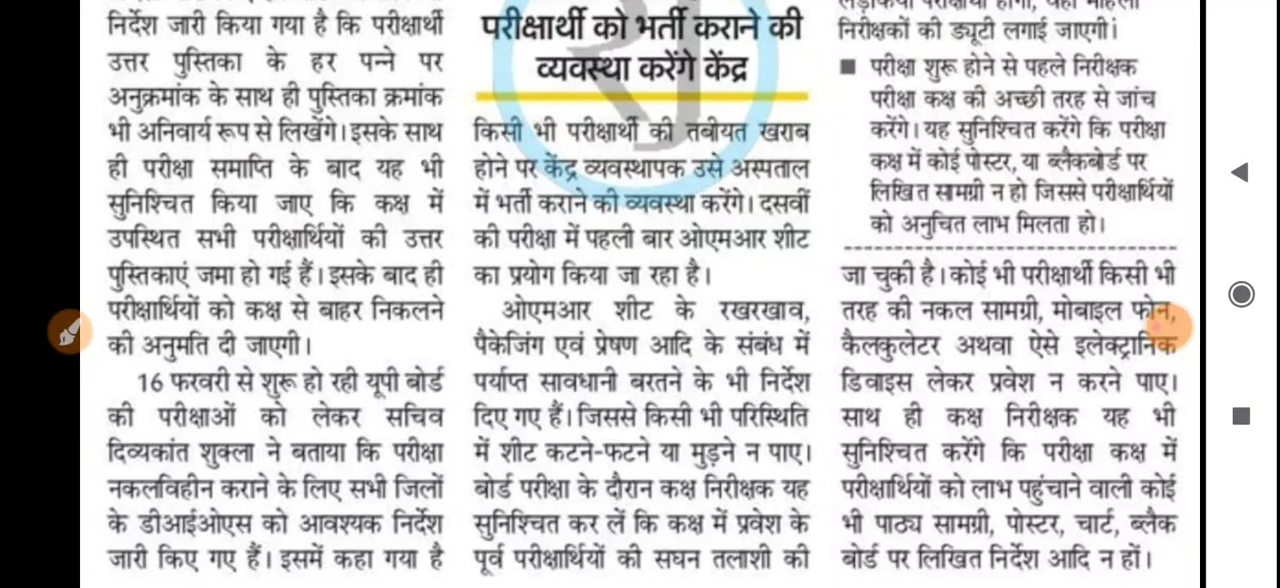 निर्देश जारी किया गया है कि परीक्षार्थी
उत्तर पुस्तिका के हर पन्ने पर
अनुक्रमांक के साथ ही पुस्तिका क्रमांक
भी अनिवार्य रूप से लिखेंगे। इसके साथ
ही परीक्षा समाप्ति के बाद यह भी
सुनिश्चित किया जाए कि कक्ष में
उपस्थित सभी परीक्षार्थियों की उत्तर
पुस्तिकाएं जमा हो गई हैं। इसके बाद ही
परीक्षार्थियों को कक्ष से बाहर निकलने
की अनुमति दी जाएगी।
16 फरवरी से शुरू हो रही यूपी बोर्ड
की परीक्षाओं को लेकर सचिव
दिव्यकांत शुक्ला ने बताया कि परीक्षा
नकलविहीन कराने के लिए सभी जिलों
के डीआईओएस को आवश्यक निर्देश
जारी किए गए हैं। इसमें कहा गया है
परीक्षार्थी को भर्ती कराने की
व्यवस्था करेंगे केंद्र
किसी भी परीक्षार्थी की तबीयत खराब
होने पर केंद्र व्यवस्थापक उसे अस्पताल
में भर्ती कराने की व्यवस्था करेंगे। दसवीं
की परीक्षा में पहली बार ओएमआर शीट
का प्रयोग किया जा रहा है।
ओएमआर शीट के रखरखाव,
पैकेजिंग एवं प्रेषण आदि के संबंध में
पर्याप्त सावधानी बरतने के भी निर्देश
दिए गए हैं। जिससे किसी भी परिस्थिति
में शीट कटने-फटने या मुड़ने न पाए।
बोर्ड परीक्षा के दौरान कक्ष निरीक्षक यह
सुनिश्चित कर लें कि कक्ष में प्रवेश के
पूर्व परीक्षार्थियों की सघन तलाशी की
निरीक्षकों की ड्यूटी लगाई जाएगी।
■ परीक्षा शुरू होने से पहले निरीक्षक
परीक्षा कक्ष की अच्छी तरह से जांच
करेंगे। यह सुनिश्चित करेंगे कि परीक्षा
कक्ष में कोई पोस्टर, या ब्लैकबोर्ड पर
लिखित सामग्री न हो जिससे परीक्षार्थियों
को अनुचित लाभ मिलता हो।
जा चुकी है। कोई भी परीक्षार्थी किसी भी
तरह की नकल सामग्री, मोबाइल फोन,
कैलकुलेटर अथवा ऐसे इलेक्ट्रानिक
डिवाइस लेकर प्रवेश न करने पाए।
साथ ही कक्ष निरीक्षक यह भी
सुनिश्चित करेंगे कि परीक्षा कक्ष में
परीक्षार्थियों को लाभ पहुंचाने वाली कोई
भी पाठ्य सामग्री, पोस्टर, चार्ट, ब्लैक
बोर्ड पर लिखित निर्देश आदि न हों।